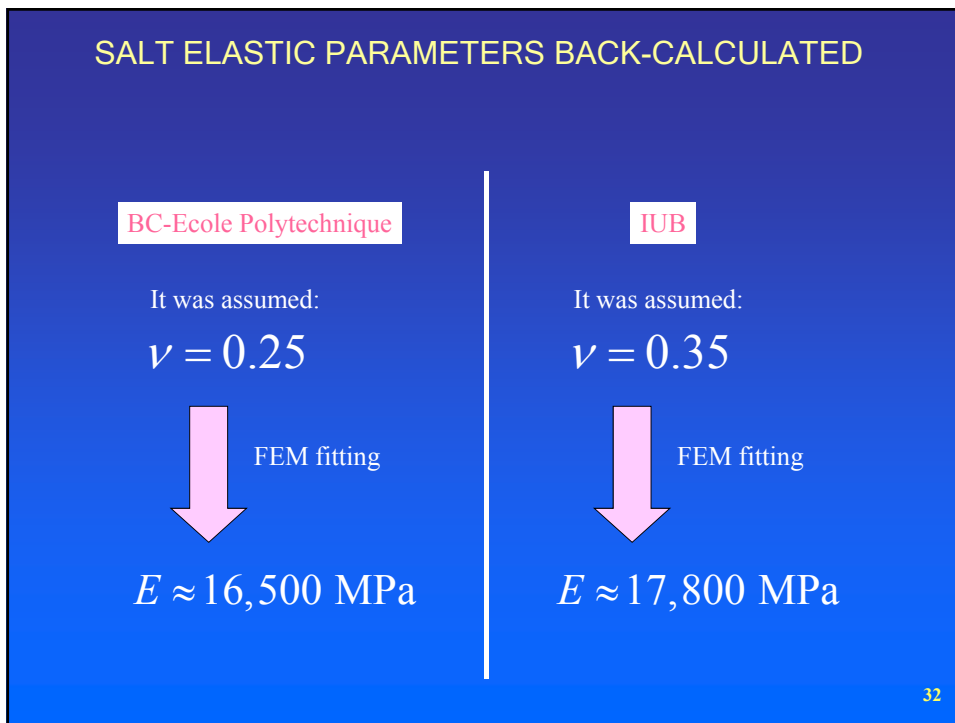 SALT ELASTIC PARAMETERS BACK-CALCULATED
BC-Ecole Polytechnique
It was assumed:
ν = 0.25
FEM fitting
E ≈ 16,500 MPa
IUB
It was assumed:
ν = 0.35
FEM fitting
E ≈ 17,800 MPa
32